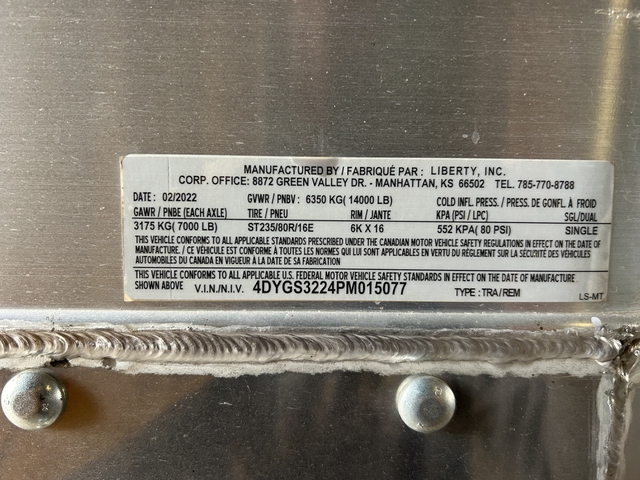 MANUFACTURED BY / FABRIQUÉ PAR : LIBERTY, INC.
CORP. OFFICE: 8872 GREEN VALLEY DR. - MANHATTAN, KS 66502 TEL. 785-770-8788
DATE : 02/2022 GVWR / PNBV : 6350 KG( 14000 LB) COLD INFL. PRESS. / PRESS. DE GONFL. À FROID
GAWR / PNBE (EACH AXLE) TIRE / PNEU RIM / JANTE KPA (PSI / LPC) SGL/DUAL
3175 KG( 7000 LB) ST235/80R/16E 6K X 16 552 KPA( 80 PSI) SINGLE
THIS VEHICLE CONFORMS TO ALL APPLICABLE STANDARDS PRESCRIBED UNDER THE CANADIAN MOTOR VEHICLE SAFETY REGULATIONS IN EFFECT ON THE DATE OF
MANUFACTURE. / CE VÉHICULE EST CONFORME À TOUTES LES NORMES QUI LUI SONT APPLICABLES EN VERTU DU RÈGLEMENT SUR LA SÉCURITÉ DES VÉHICULES
AUTOMOBILES DU CANADA EN VIGUEUR À LA DATE DE SA FABRICATION
THIS VEHICLE CONFORMS TO ALL APPLICABLE U.S. FEDERAL MOTOR VEHICLE SAFETY STANDARDS IN EFFECT ON THE DATE OF MANUFACTURE
SHOWN ABOVE V.I.N./N.I.V. 4DYGS3224PM015077 TYPE : TRA/REM
LS-MT